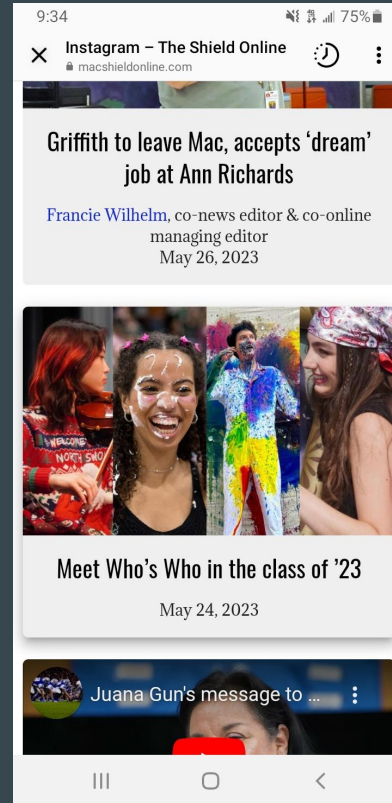 9:34
75%
Instagram – The Shield Online
macshieldonline.com
Griffith to leave Mac, accepts ‘dream’
job at Ann Richards
Francie Wilhelm, co-news editor & co-online
managing editor
May 26, 2023
WELCOME
NORTH
Meet Who’s Who in the class of ’23
May 24, 2023
Juana Gun's message to ...